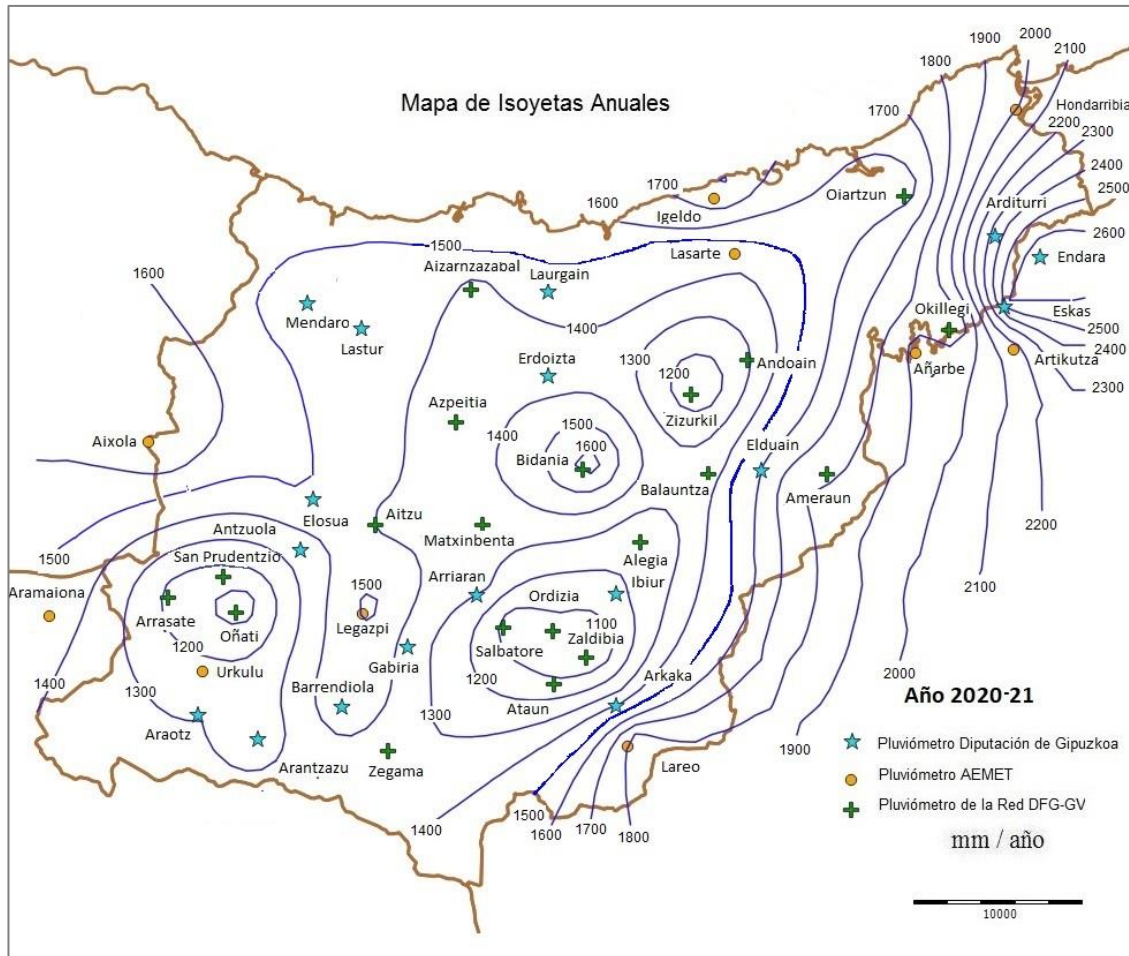 1900
2000
2100
1800
Mapa de Isoyetas Anuales
1700
Hondarribia
2200
2300
2400
2500
1700
1600
Igeldo
Oiartzun
Arditurri
2600
1500
Aizarnzazabal
Laurgain
Lasarte
Endara
1600
Mendaro
Lastur
1400
Okillegi
Eskas
2500
2400
2300
Erdoizta
1300
1200
Andoain
Añarbe
Artikutza
Azpeitia
Zizurkil
Aixola
1400
1500
1600
Bidania
Elduain
Balauntza
Ameraun
Elosua
Antzuola
Aitzu
Matxinbenta
2200
1500
San Prudentzio
Alegia
Ibiur
2100
Aramaiona
Arriaran
1500
Ordizia
Arrasate
Oñati
Legazpi
1100
Salbatore
Zaldibia
1200
Urkulu
Gabiria
2000
1400
1300
Barrendiola
1200
Ataun
Arkaka
1300
Araotz
Arantzazu
Zegama
Lareo
1900
1400
1500
1600
1700
1800
Año 2020-21
Pluviómetro Diputación de Gipuzkoa
Pluviómetro AEMET
Pluviómetro de la Red DFG-GV
mm / año
10000